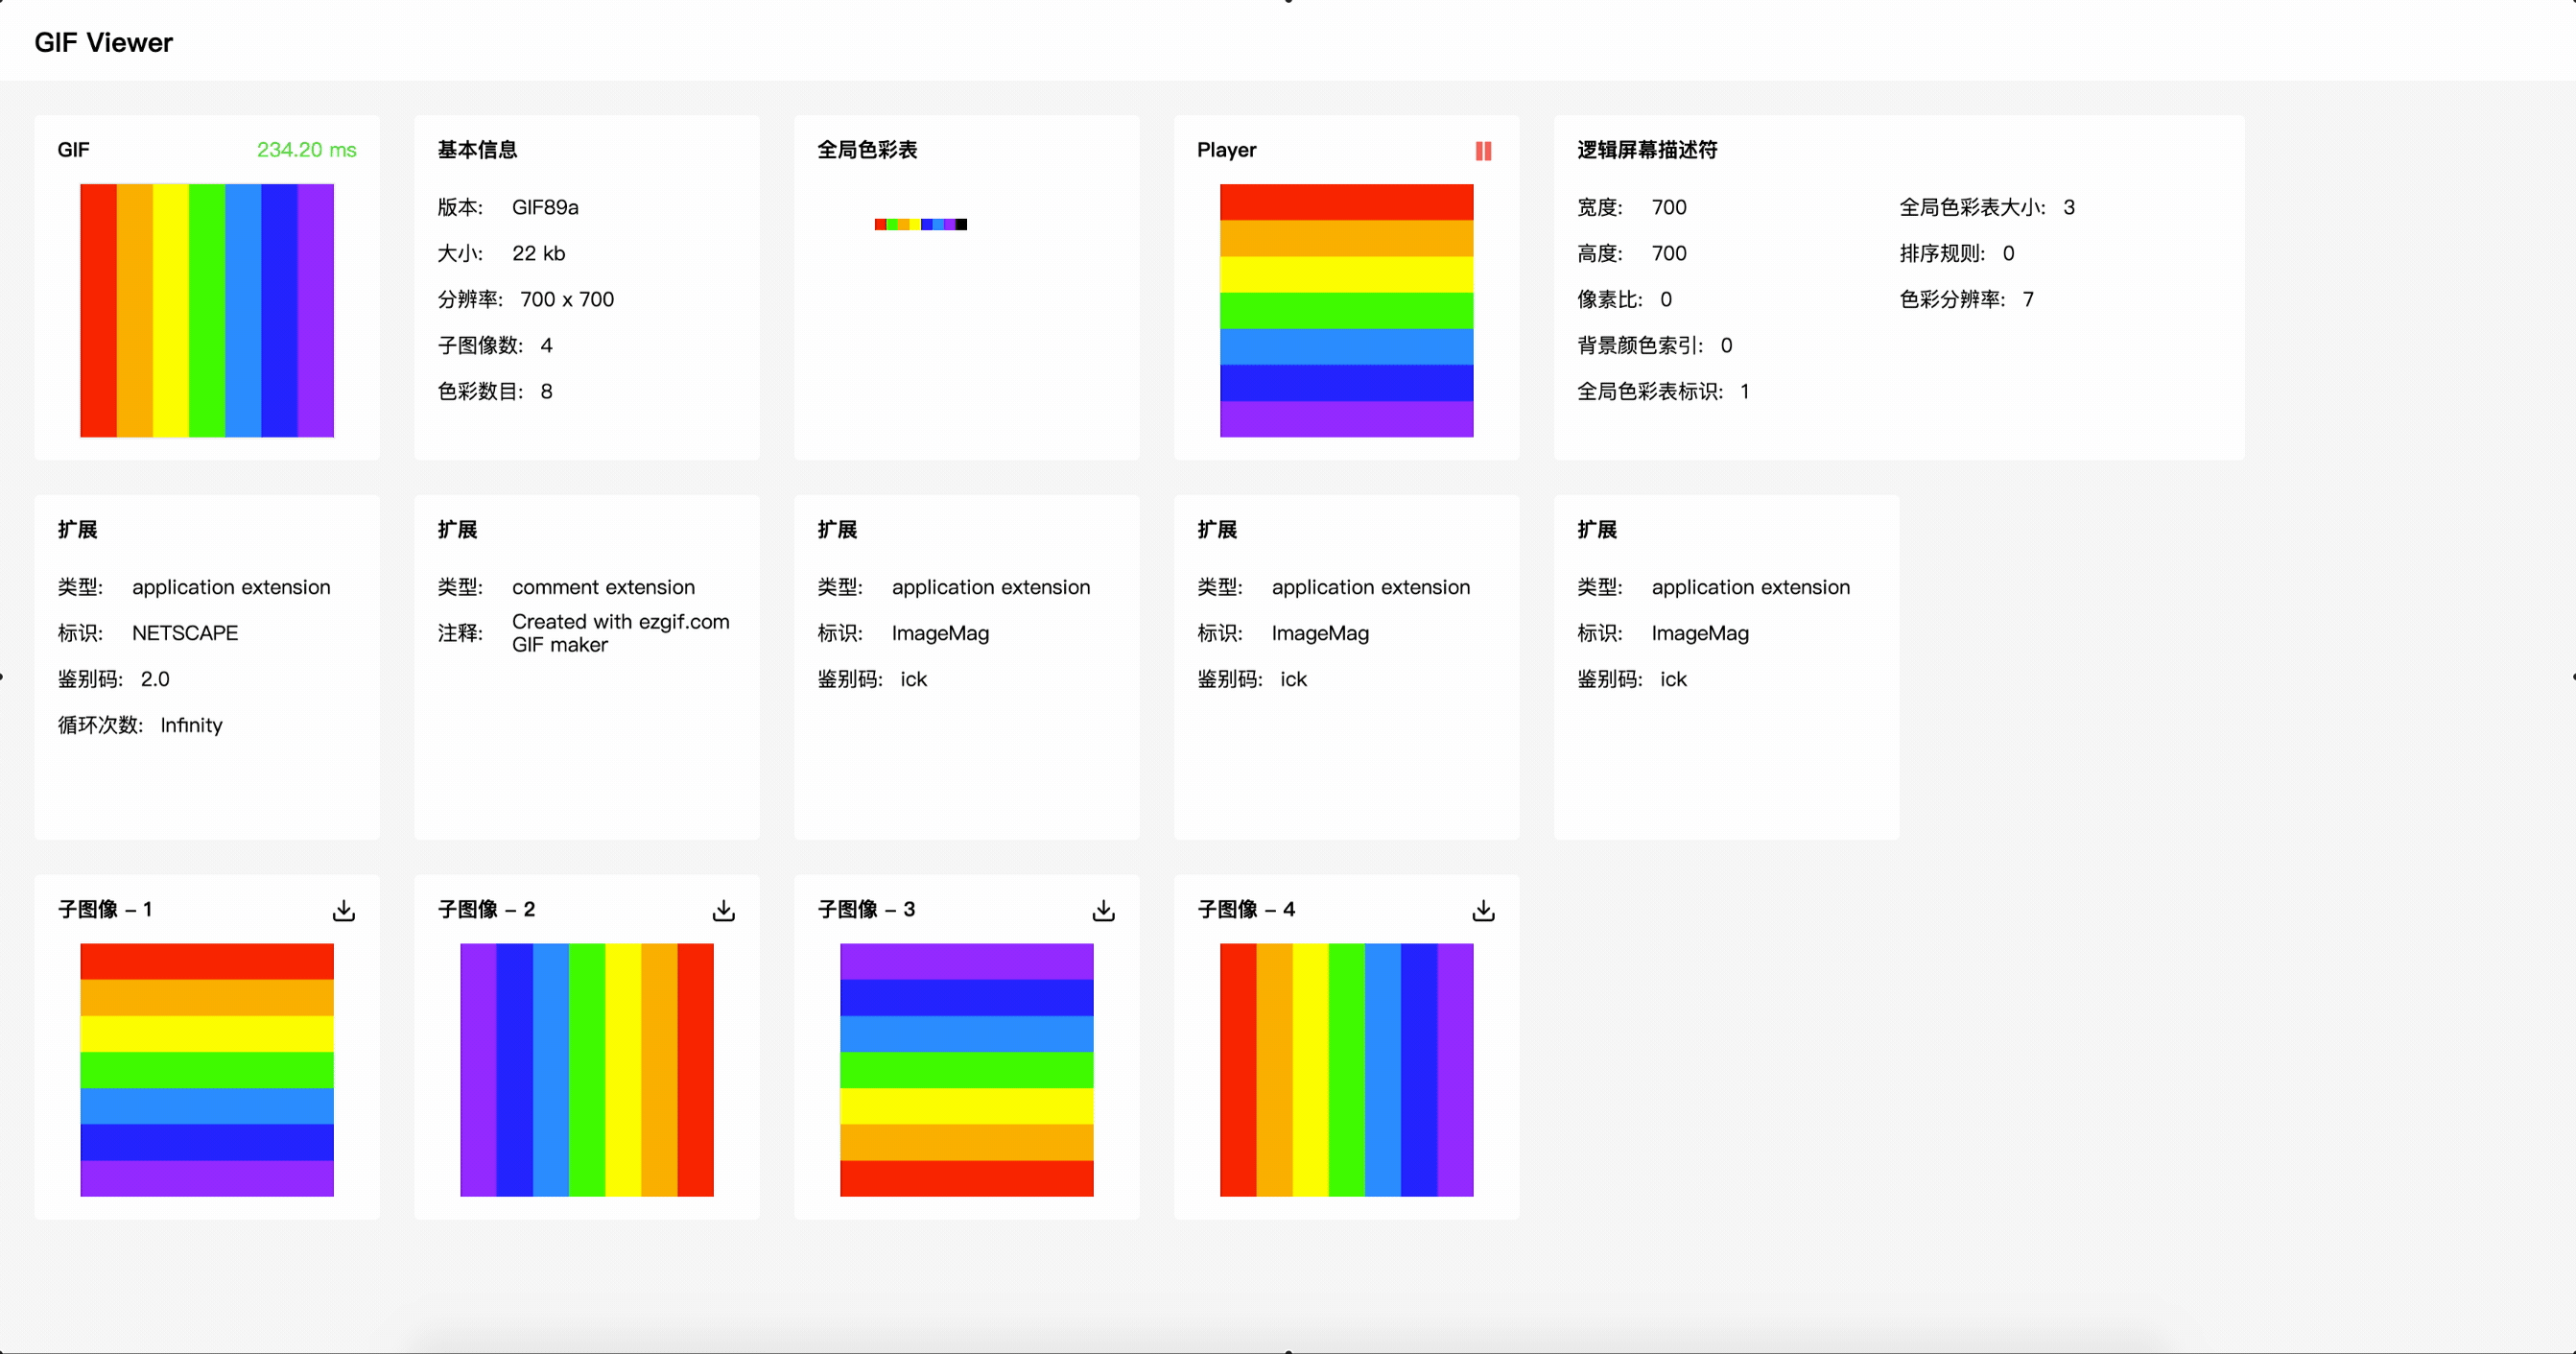 GIF Viewer
GIF 234.20 ms
基本信息
版本: GIF89a
大小: 22 kb
分辨率: 700 x 700
子图像数: 4
色彩数目: 8
全局色彩表
Player
逻辑屏幕描述符
宽度: 700
高度: 700
像素比: 0
背景颜色索引: 0
全局色彩表标识: 1
全局色彩表大小: 3
排序规则: 0
色彩分辨率: 7
扩展
类型: application extension
标识: NETSCAPE
鉴别码: 2.0
循环次数: Infinity
扩展
类型: comment extension
注释: Created with ezgif.com
GIF maker
扩展
类型: application extension
标识: ImageMag
鉴别码: ick
扩展
类型: application extension
标识: ImageMag
鉴别码: ick
扩展
类型: application extension
标识: ImageMag
鉴别码: ick
子图像 – 1
子图像 – 2
子图像 – 3
子图像 – 4